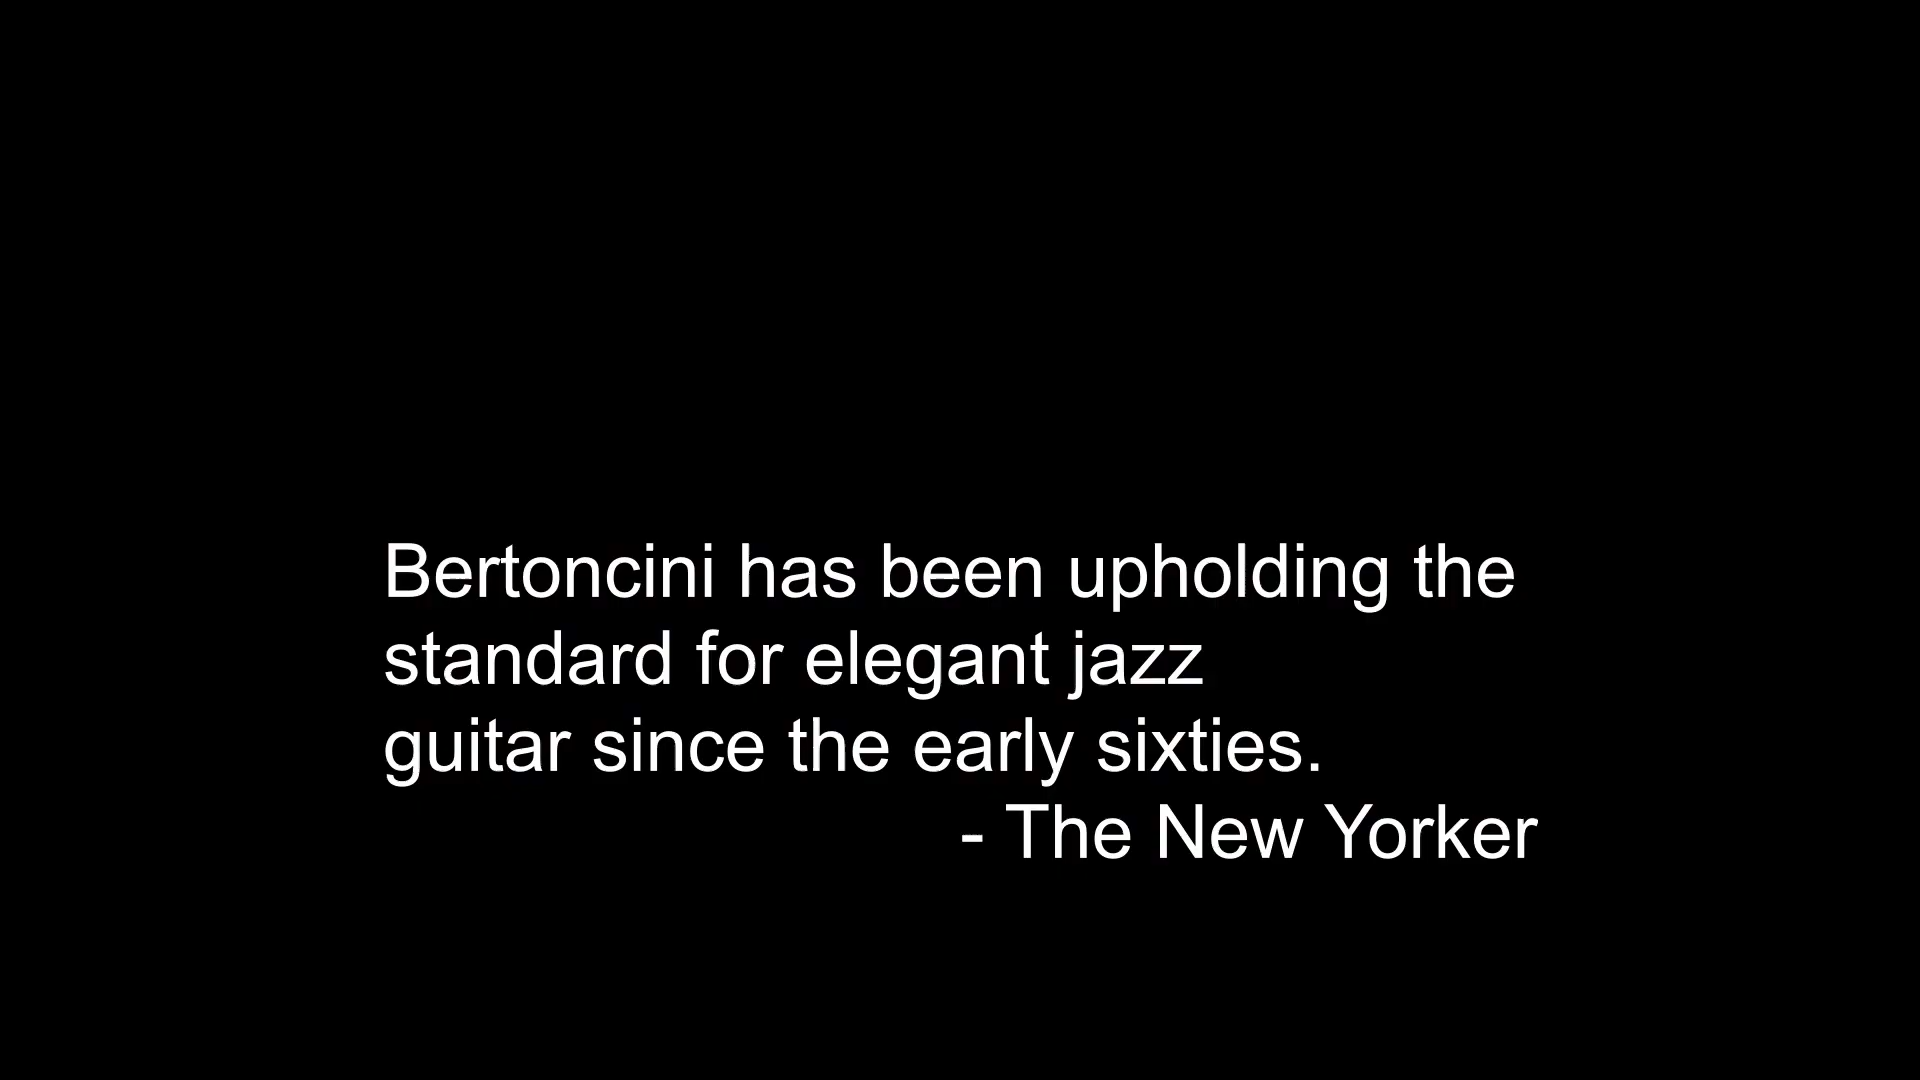 Bertoncini has been upholding the
standard for elegant jazz
guitar since the early sixties.
- The New Yorker